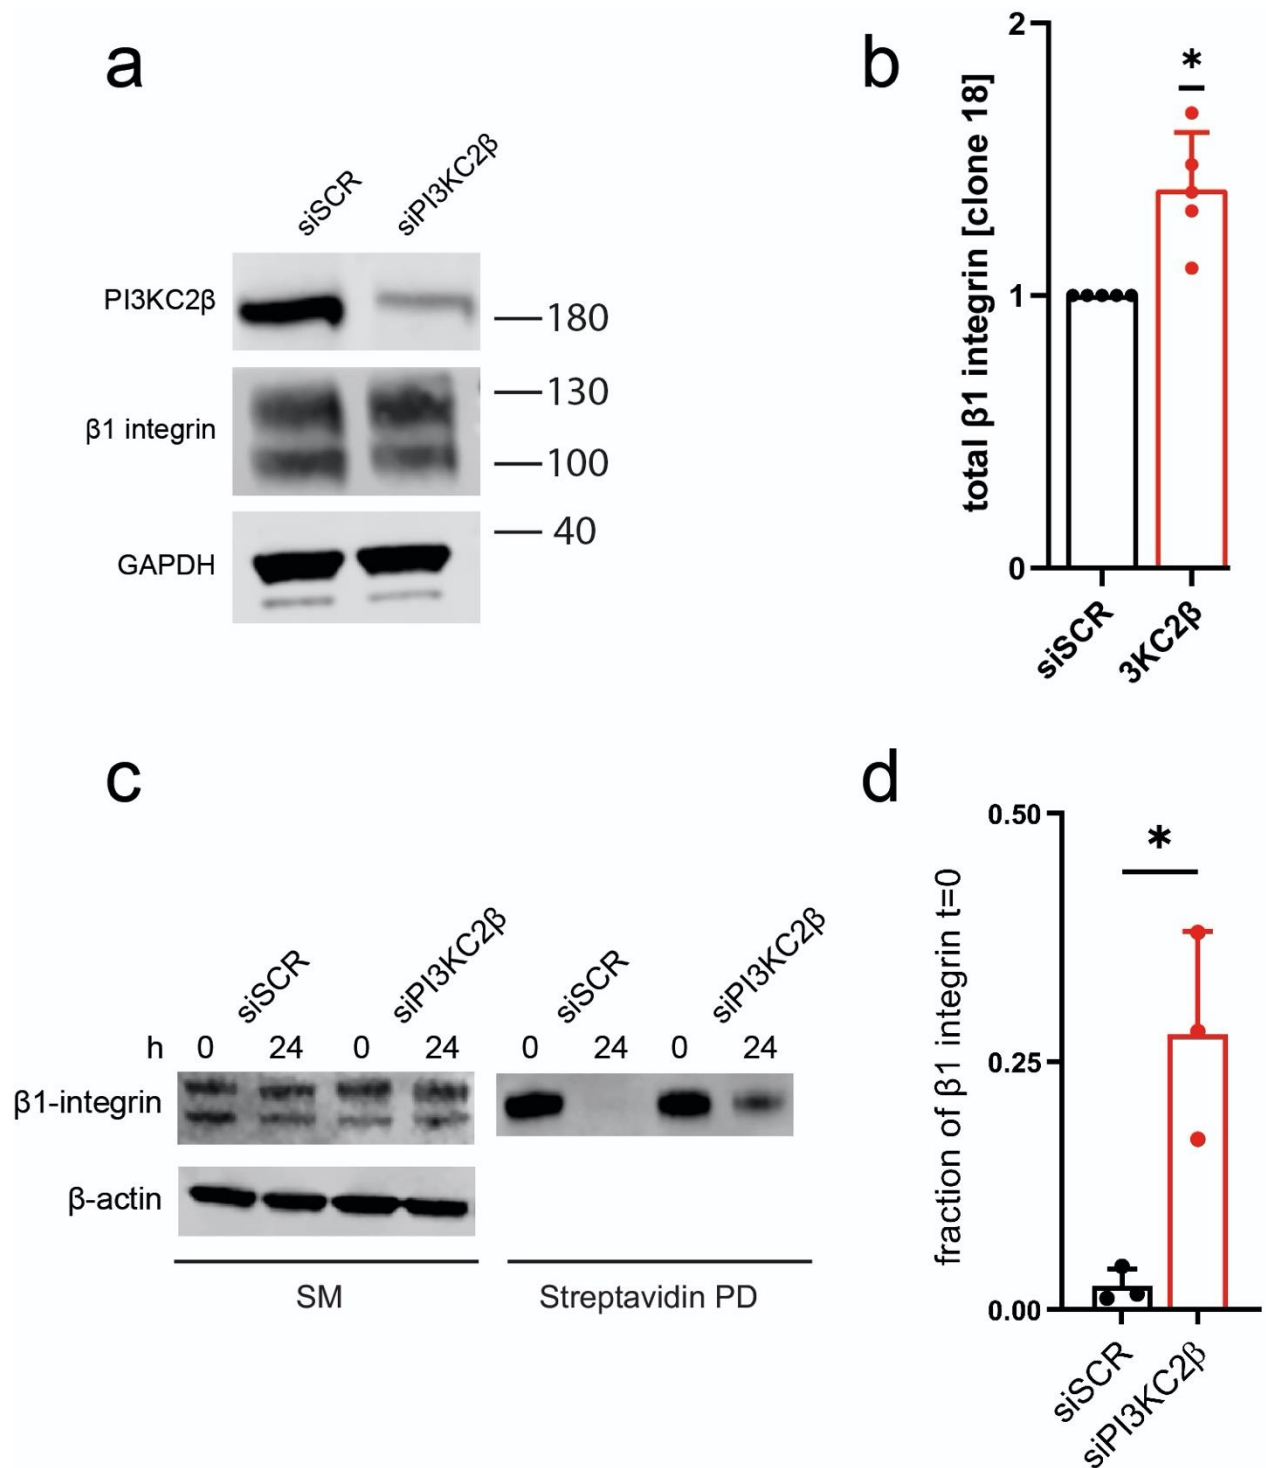 a
siSCR siPI3KC2β
PI3KC2β
180
β1 integrin
130
100
GAPDH
40
b
total β1 integrin [clone 18]
2
1
0
*
siSCR
3KC2β
c
siSCR siPI3KC2β siSCR siPI3KC2β
h 0 24 0 24 0 24 0 24
β1-integrin
β-actin
SM Streptavidin PD
d
fraction of β1 integrin t=0
0.50
0.25
0.00
*
siSCR
siPI3KC2β